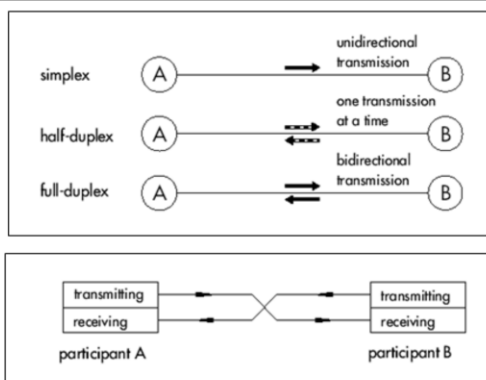 simplex
A
unidirectional
transmission
B
half-duplex
A
one transmission
at a time
B
full-duplex
A
bidirectional
transmission
B
transmitting
receiving
participant A
transmitting
receiving
participant B